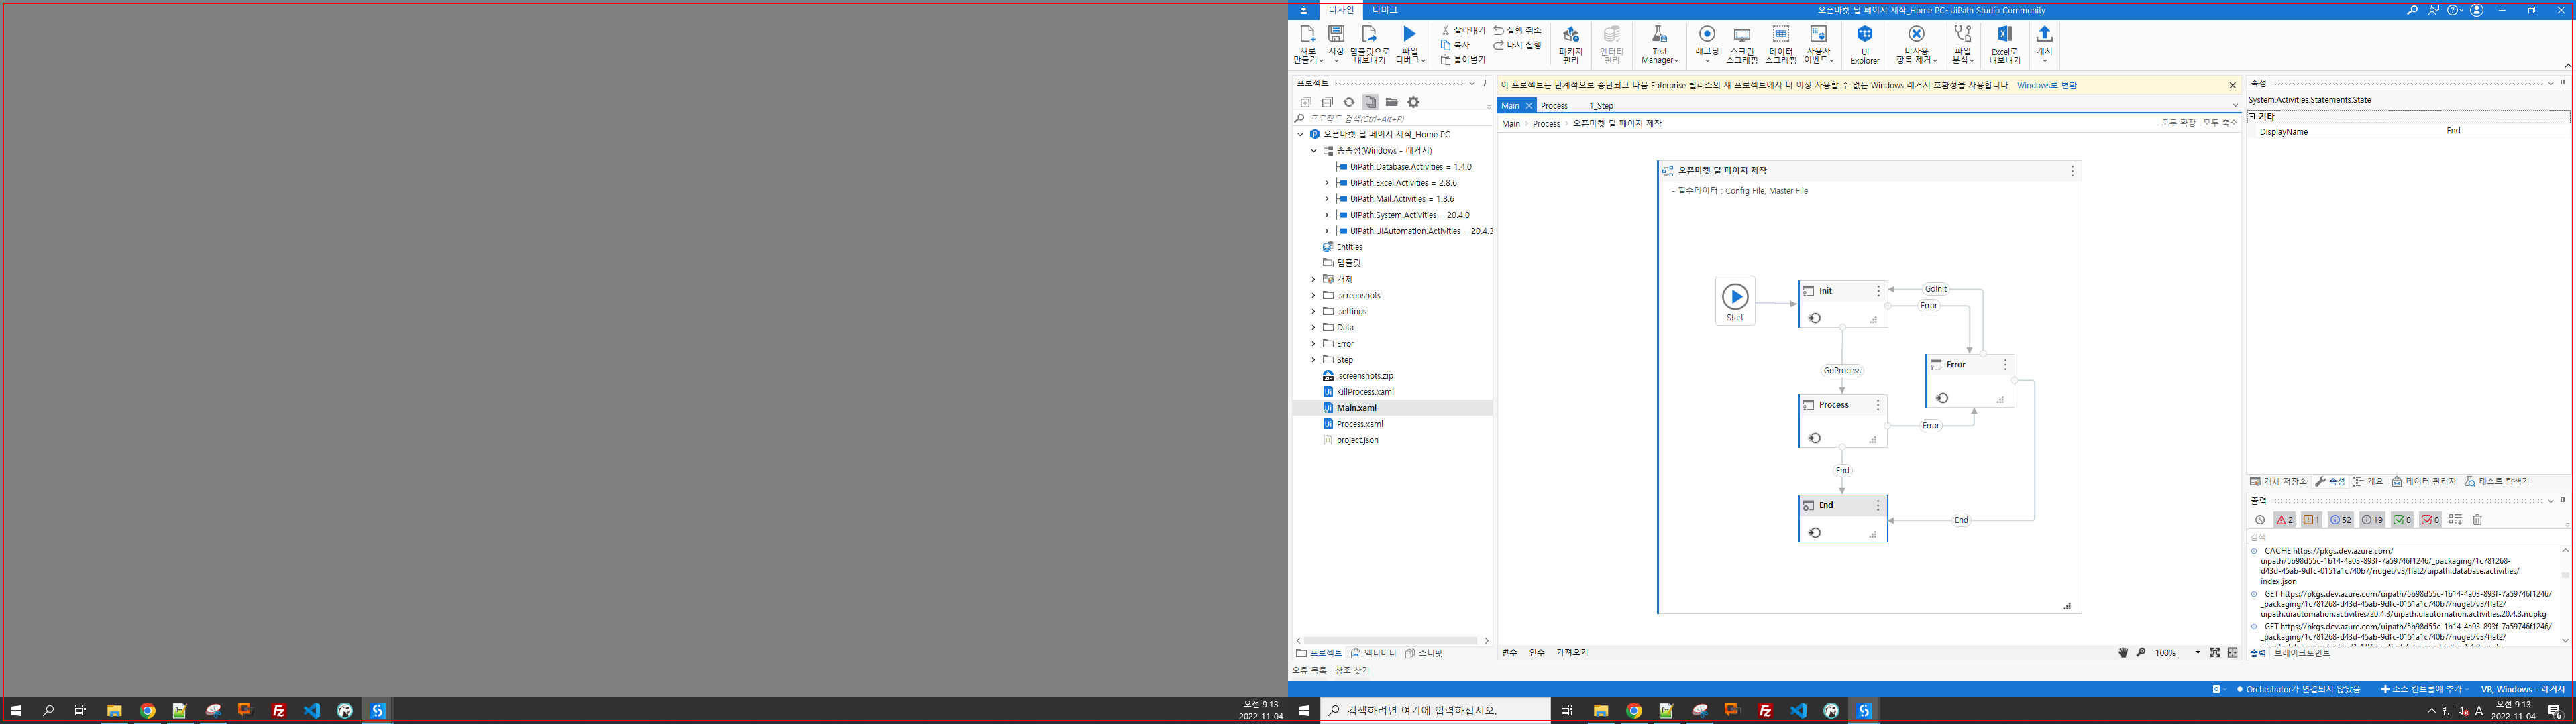 홈 디자인 디버그
오픈마켓 딜 페이지 제작_Home PC~UiPath Studio Community
새로 만들기
저장
템플릿으로 내보내기
파일 디버그
잘라내기
복사
붙여넣기
실행 취소
다시 실행
패키지 관리
엔터티 관리
Test Manager
레코딩
스크린 스크래핑
데이터 스크래핑
사용자 이벤트
UI Explorer
미사용 항목 제거
파일 분석
Excel로 내보내기
게시
프로젝트
프로젝트 검색(Ctrl+Alt+P)
오픈마켓 딜 페이지 제작_Home PC
종속성(Windows - 레거시)
UiPath.Database.Activities = 1.4.0
UiPath.Excel.Activities = 2.8.6
UiPath.Mail.Activities = 1.8.6
UiPath.System.Activities = 20.4.0
UiPath.UIAutomation.Activities = 20.4.3
Entities
템플릿
개체
.screenshots
.settings
Data
Error
Step
.screenshots.zip
KillProcess.xaml
Main.xaml
Process.xaml
project.json
프로젝트 액티비티 스니펫
오류 목록 참조 찾기
이 프로젝트는 단계적으로 중단되고 다음 Enterprise 릴리스의 새 프로젝트에서 더 이상 사용할 수 없는 Windows 레거시 호환성을 사용합니다. Windows로 변환
Main Process 1_Step
Main > Process > 오픈마켓 딜 페이지 제작
모두 확장 모두 축소
오픈마켓 딜 페이지 제작
- 필수데이터 : Config File, Master File
Start
Init
GoInit
Error
GoProcess
Error
Process
Error
End
End
End
변수 인수 가져오기
100%
속성
System.Activities.Statements.State
기타
DisplayName End
개체 저장소 속성 개요 데이터 관리자 테스트 탐색기
출력
2 1 52 19 0 0
검색
CACHE https://pkgs.dev.azure.com/
uipath/5b98d55c-1b14-4a03-893f-7a59746f1246/_packaging/1c781268-
d43d-45ab-9dfc-0151a1c740b7/nuget/v3/flat2/uipath.database.activities/
index.json
GET https://pkgs.dev.azure.com/uipath/5b98d55c-1b14-4a03-893f-7a59746f1246/
_packaging/1c781268-d43d-45ab-9dfc-0151a1c740b7/nuget/v3/flat2/
uipath.uiautomation.activities/20.4.3/uipath.uiautomation.activities.20.4.3.nupkg
GET https://pkgs.dev.azure.com/uipath/5b98d55c-1b14-4a03-893f-7a59746f1246/
_packaging/1c781268-d43d-45ab-9dfc-0151a1c740b7/nuget/v3/flat2/
출력 브레이크포인트
Orchestrator가 연결되지 않았음 소스 컨트롤에 추가 VB, Windows - 레거시
오전 9:13
2022-11-04
검색하려면 여기에 입력하십시오.
A
오전 9:13
2022-11-04